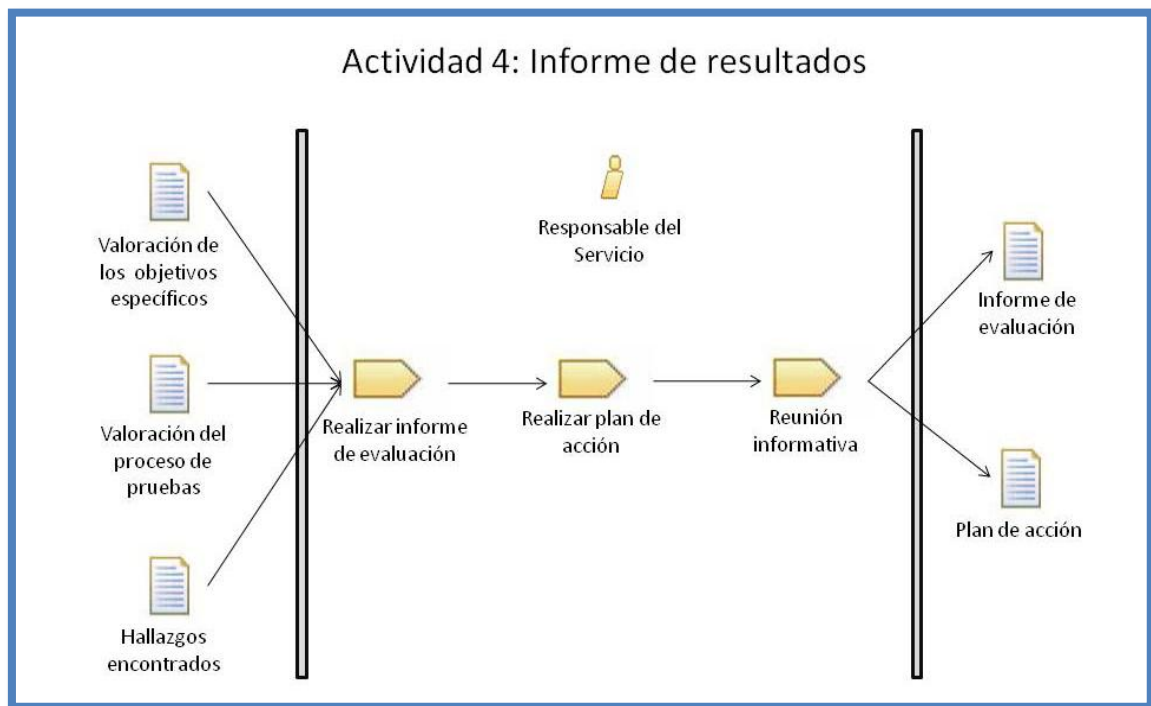 Actividad 4: Informe de resultados
Valoración de
los objetivos
específicos
Valoración del
proceso de
pruebas
Hallazgos
encontrados
Responsable del
Servicio
Realizar informe
de evaluación
Realizar plan de
acción
Reunión
informativa
Informe de
evaluación
Plan de acción